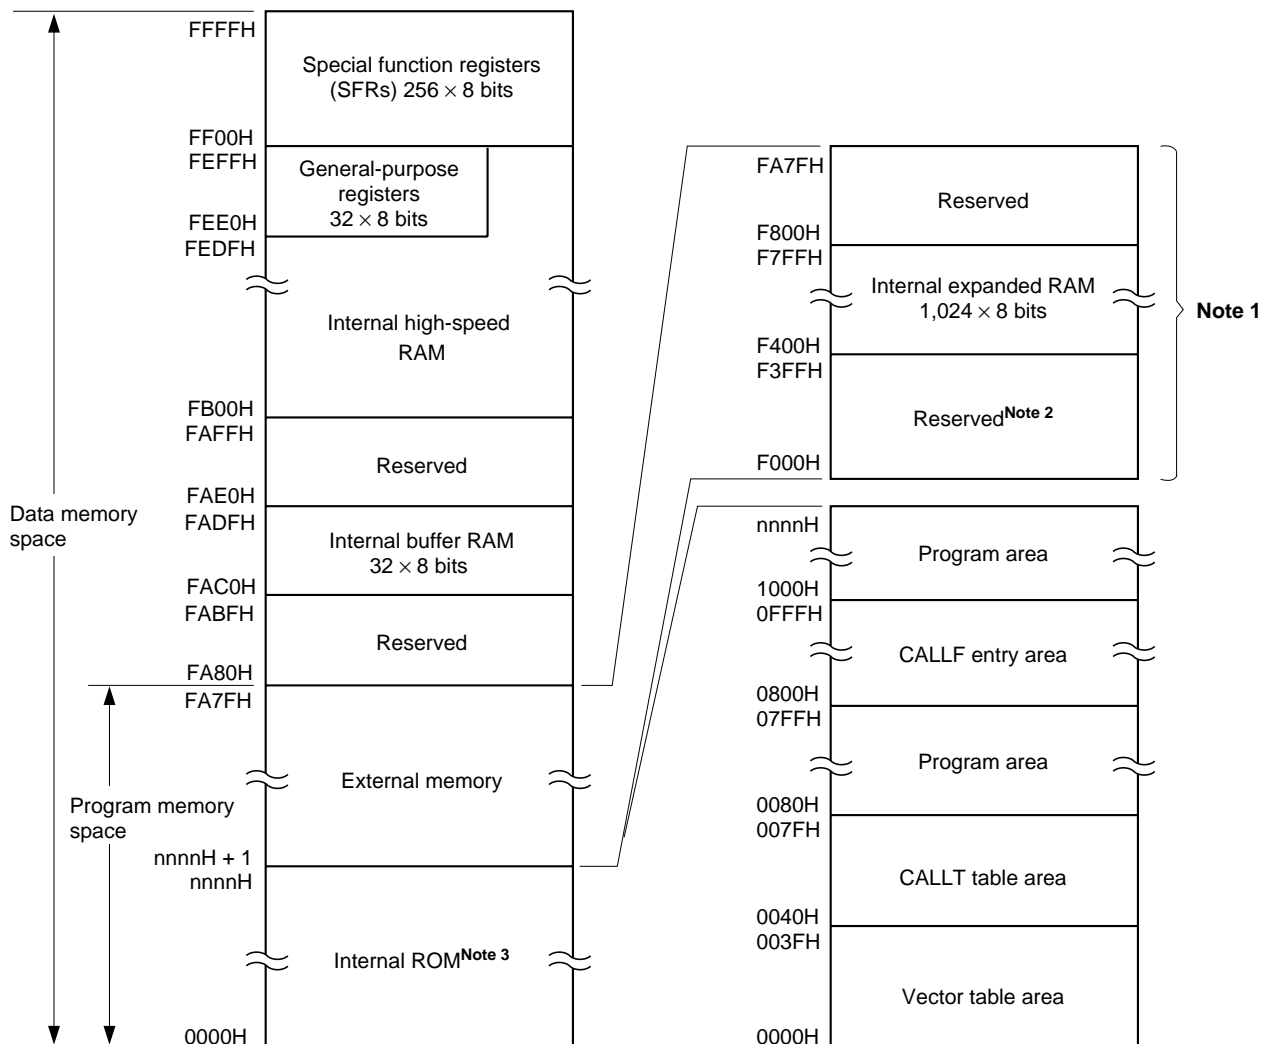 FFFFH
Special function registers
(SFRs) 256 × 8 bits
FF00H
FEFFH
General-purpose
registers
32 × 8 bits
FEE0H
FEDFH
Internal high-speed
RAM
FB00H
FAFFH
Reserved
FAE0H
FADFH
Internal buffer RAM
32 × 8 bits
FAC0H
FABFH
Reserved
FA80H
FA7FH
External memory
nnnnH + 1
nnnnH
Internal ROM Note 3
0000H
Data memory
space
Program memory
space
FA7FH
Reserved
F800H
F7FFH
Internal expanded RAM
1,024 × 8 bits
F400H
F3FFH
Reserved Note 2
F000H
Note 1
nnnnH
Program area
1000H
0FFFH
CALLF entry area
0800H
07FFH
Program area
0080H
007FH
CALLT table area
0040H
003FH
Vector table area
0000H